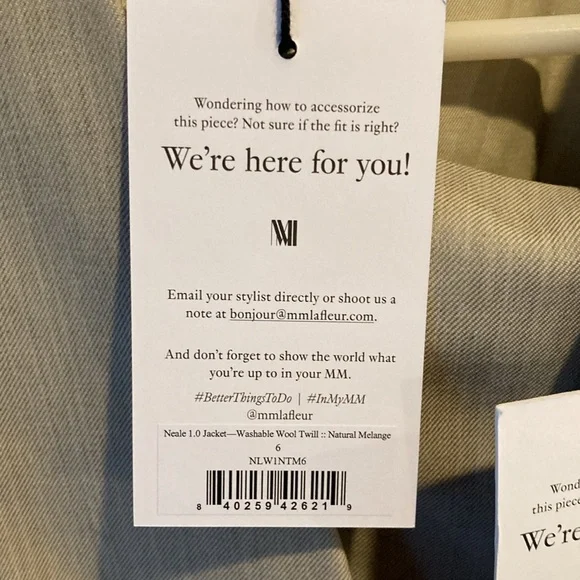 Wondering how to accessorize
this piece? Not sure if the fit is right?
We're here for you!
MM
Email your stylist directly or shoot us a
note at bonjour@mmlafleur.com.
And don't forget to show the world what
you're up to in your MM.
#BetterThingsToDo | #InMyMM
@mmlafleur
Neale 1.0 Jacket—Washable Wool Twill :: Natural Melange
6
NLW1NTM6
8 40259 42621 9
Wond
this piece
We're